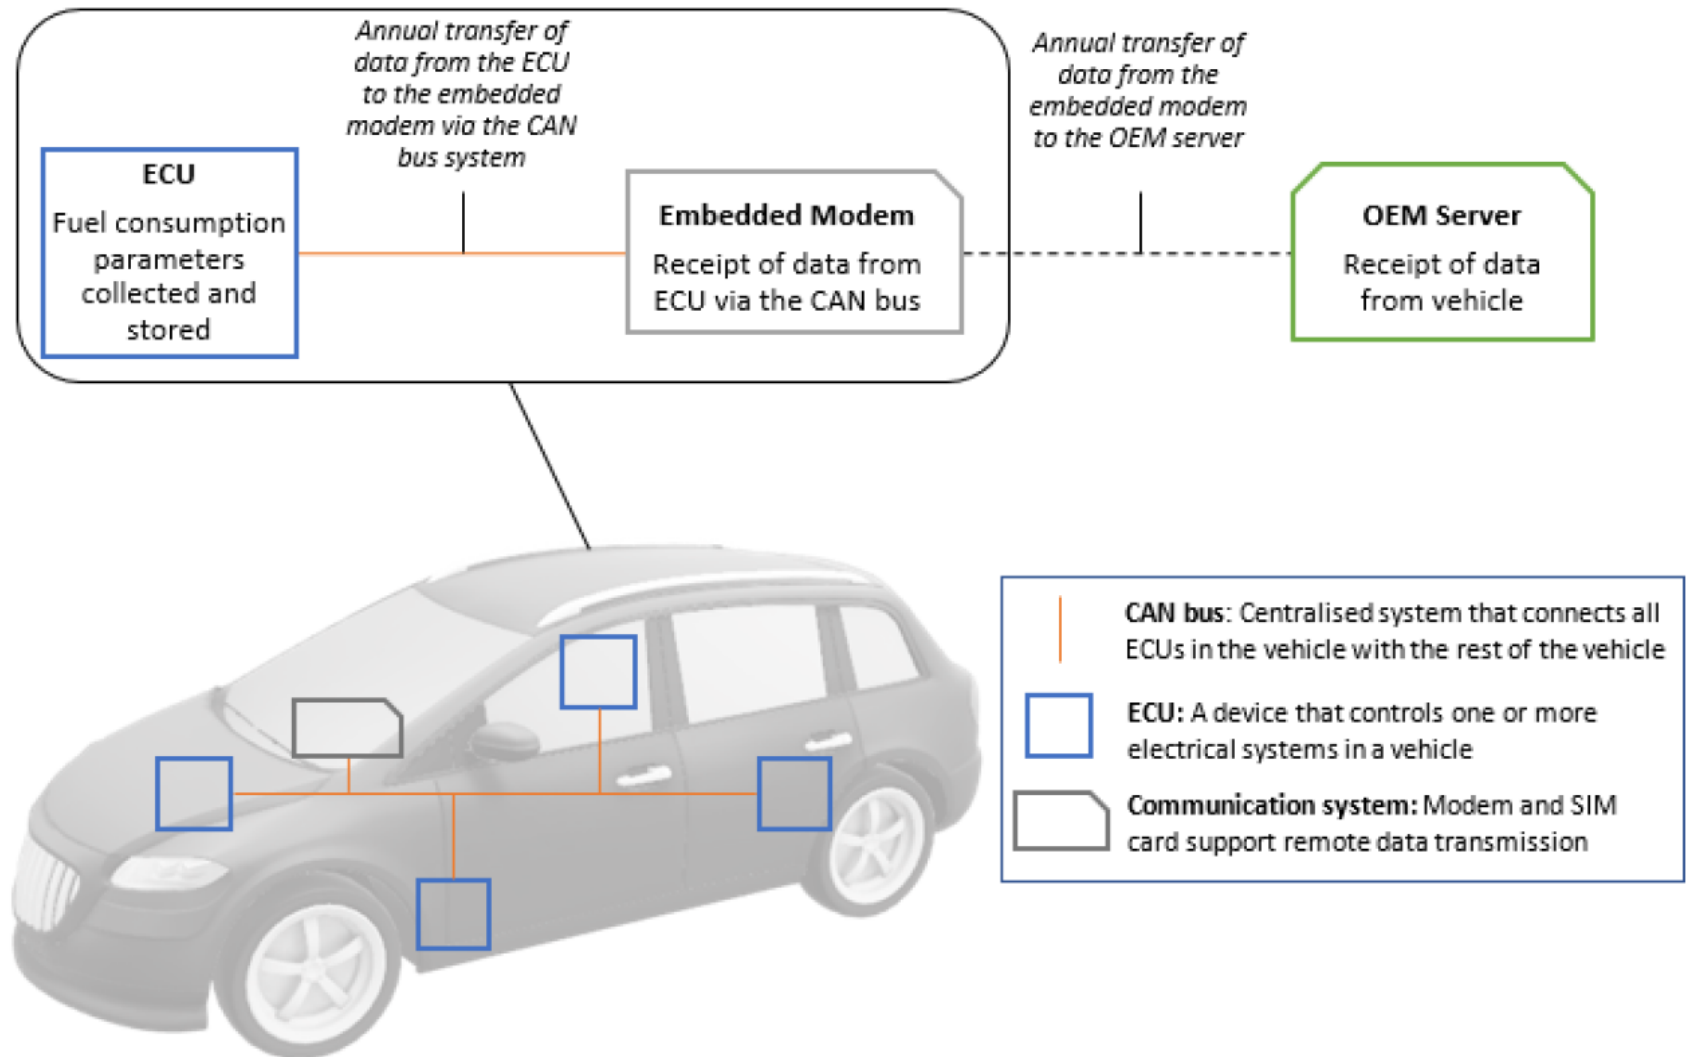 Annual transfer of
data from the ECU
to the embedded
modem via the CAN
bus system
Annual transfer of
data from the
embedded modem
to the OEM server
ECU
Fuel consumption
parameters
collected and
stored
Embedded Modem
Receipt of data from
ECU via the CAN bus
OEM Server
Receipt of data
from vehicle
CAN bus: Centralised system that connects all
ECUs in the vehicle with the rest of the vehicle
ECU: A device that controls one or more
electrical systems in a vehicle
Communication system: Modem and SIM
card support remote data transmission